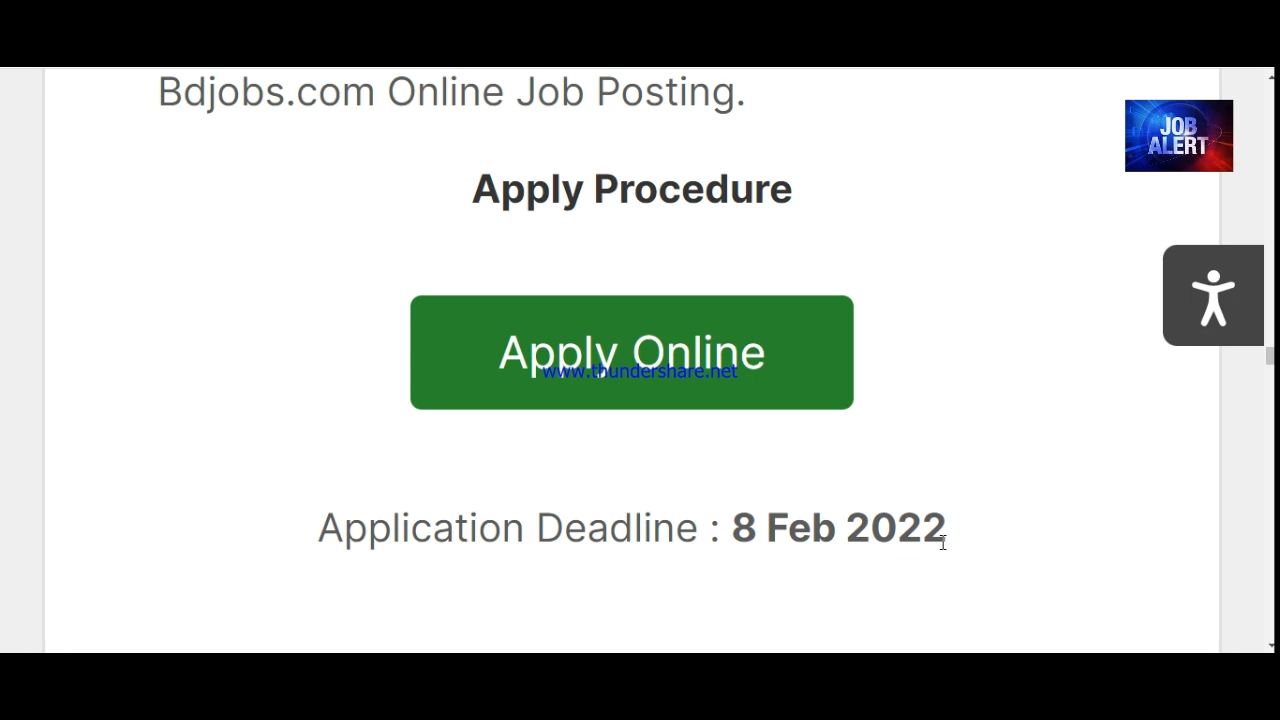 Bdjobs.com Online Job Posting.
JOB
ALERT
Apply Procedure
Apply Online
www.thundershare.net
Application Deadline : 8 Feb 2022